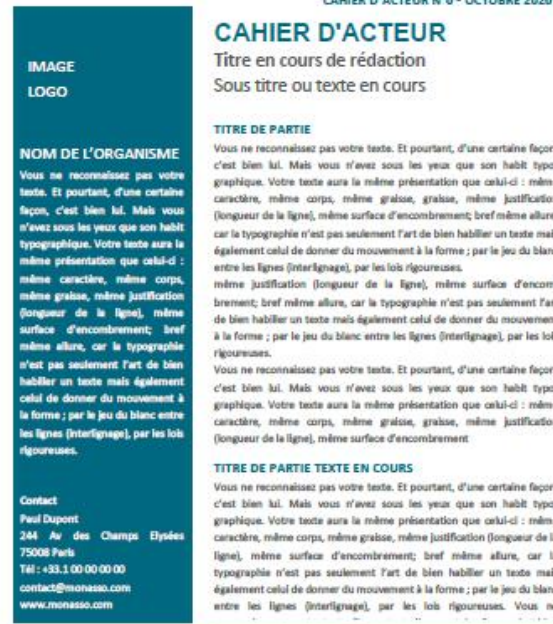 CAHIER D'ACTEUR N°6 - OCTOBRE 2020
CAHIER D'ACTEUR
Titre en cours de rédaction
Sous titre ou texte en cours
IMAGE
LOGO
NOM DE L'ORGANISME
Vous ne reconnaissez pas votre
texte. Et pourtant, d'une certaine
façon, c'est bien lui. Mais vous
n'avez sous les yeux que son habit
typographique. Votre texte aura la
même présentation que celui-ci :
même caractère, même corps,
même graisse, même justification
(longueur de la ligne), même
surface d'encombrement; bref
même allure, car la typographie
n'est pas seulement l'art de bien
habiller un texte mais également
celui de donner du mouvement à
la forme ; par le jeu du blanc entre
les lignes (interlignage), par les lois
rigoureuses.
Contact
Paul Dupont
244 Av des Champs Elysées
75008 Paris
Tél : +33.1 00 00 00 00
contact@monasso.com
www.monasso.com
TITRE DE PARTIE
Vous ne reconnaissez pas votre texte. Et pourtant, d'une certaine façon
c'est bien lui. Mais vous n'avez sous les yeux que son habit typo
graphique. Votre texte aura la même présentation que celui-ci : même
caractère, même corps, même graisse, graisse, même justification
(longueur de la ligne), même surface d'encombrement; bref même allure
car la typographie n'est pas seulement l'art de bien habiller un texte mais
également celui de donner du mouvement à la forme ; par le jeu du blanc
entre les lignes (interlignage), par les lois rigoureuses.
même justification (longueur de la ligne), même surface d'encom
brement; bref même allure, car la typographie n'est pas seulement l'art
de bien habiller un texte mais également celui de donner du mouvement
à la forme ; par le jeu du blanc entre les lignes (interlignage), par les lois
rigoureuses.
Vous ne reconnaissez pas votre texte. Et pourtant, d'une certaine façon
c'est bien lui. Mais vous n'avez sous les yeux que son habit typo
graphique. Votre texte aura la même présentation que celui-ci : même
caractère, même corps, même graisse, graisse, même justification
(longueur de la ligne), même surface d'encombrement
TITRE DE PARTIE TEXTE EN COURS
Vous ne reconnaissez pas votre texte. Et pourtant, d'une certaine façon
c'est bien lui. Mais vous n'avez sous les yeux que son habit typo
graphique. Votre texte aura la même présentation que celui-ci : même
caractère, même corps, même graisse, même justification (longueur de la
ligne), même surface d'encombrement; bref même allure, car la
typographie n'est pas seulement l'art de bien habiller un texte mais
également celui de donner du mouvement à la forme ; par le jeu du blanc
entre les lignes (interlignage), par les lois rigoureuses. Vous ne